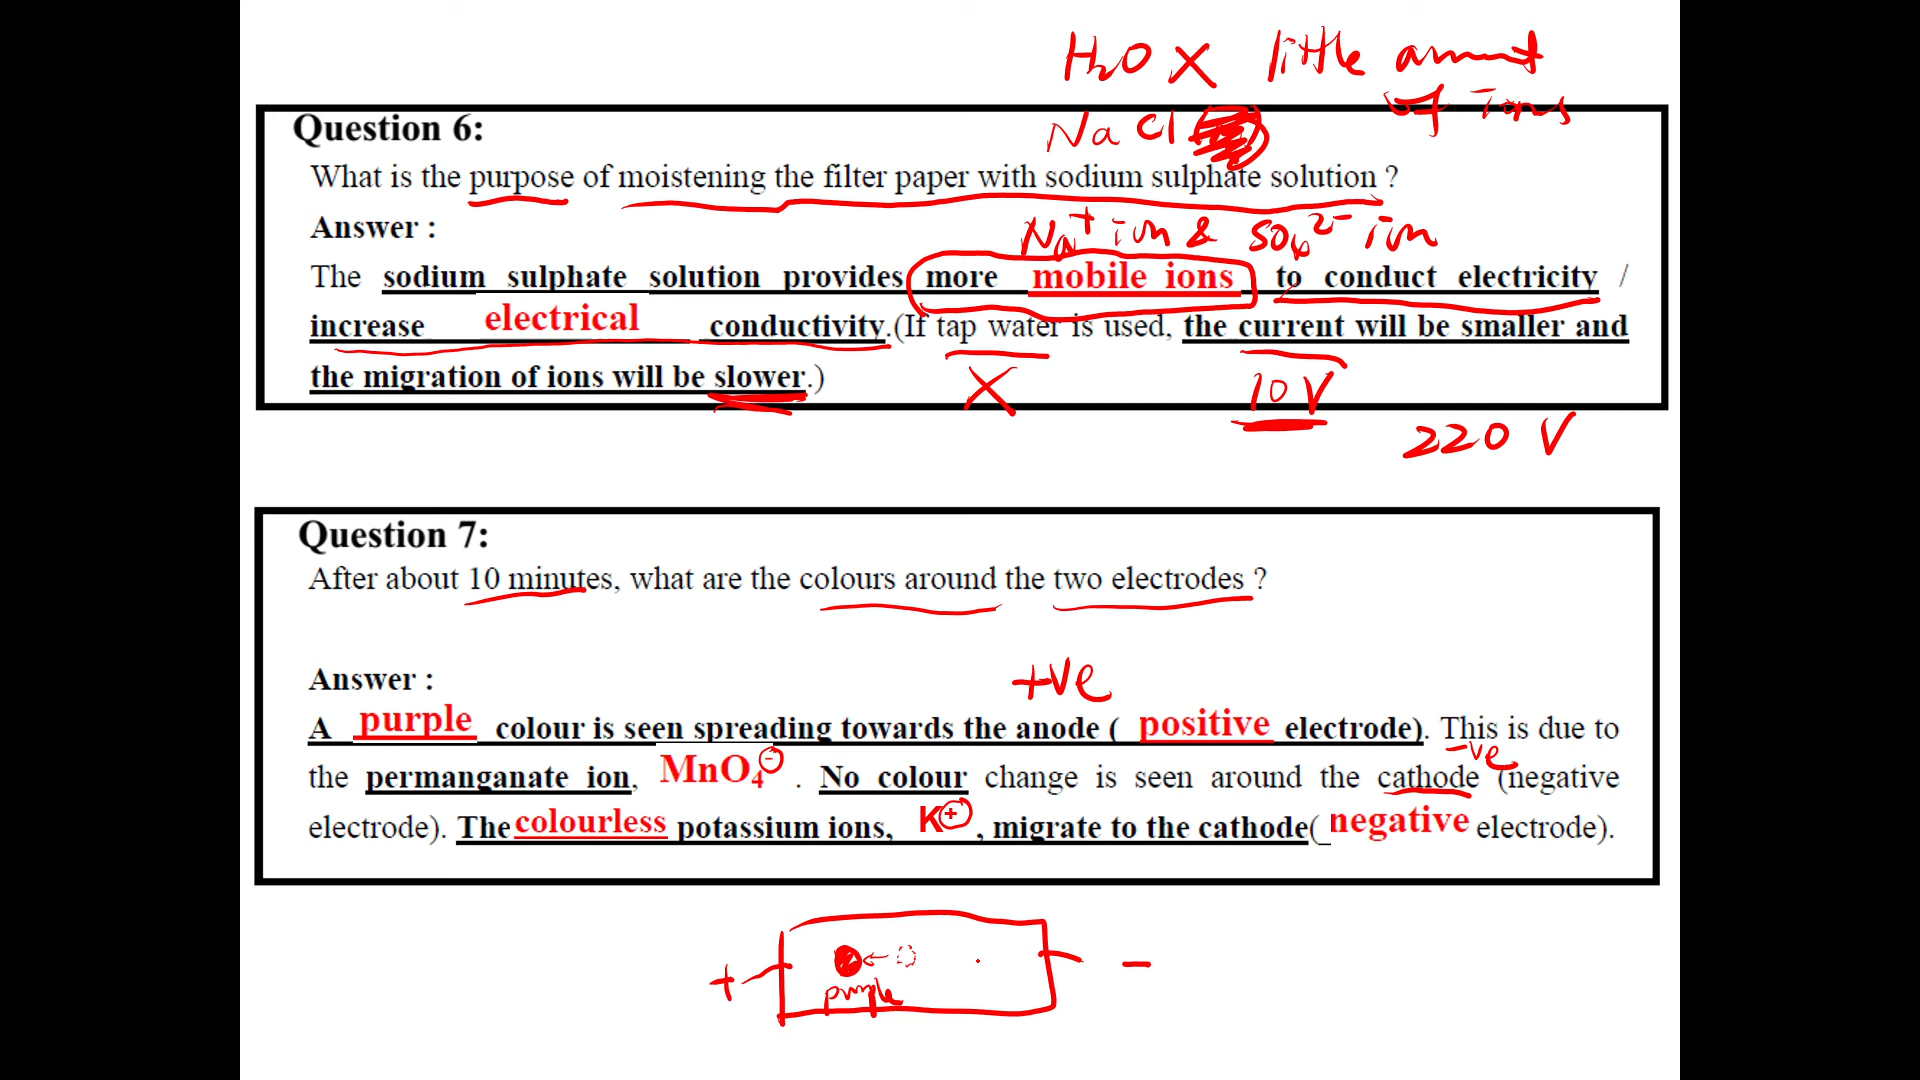 H2O X little amount
of ions
Question 6:
NaCl
What is the purpose of moistening the filter paper with sodium sulphate solution ?
Na+ ion & SO42- ion
Answer :
The sodium sulphate solution provides more mobile ions to conduct electricity /
increase electrical conductivity.(If tap water is used, the current will be smaller and
the migration of ions will be slower.)
X 10 V
220 V
Question 7:
After about 10 minutes, what are the colours around the two electrodes ?
+ve
Answer :
A purple colour is seen spreading towards the anode ( positive electrode). This is due to
-ve
the permanganate ion, MnO4- . No colour change is seen around the cathode (negative
electrode). The colourless potassium ions, K+ , migrate to the cathode( negative electrode).
+ -
purple